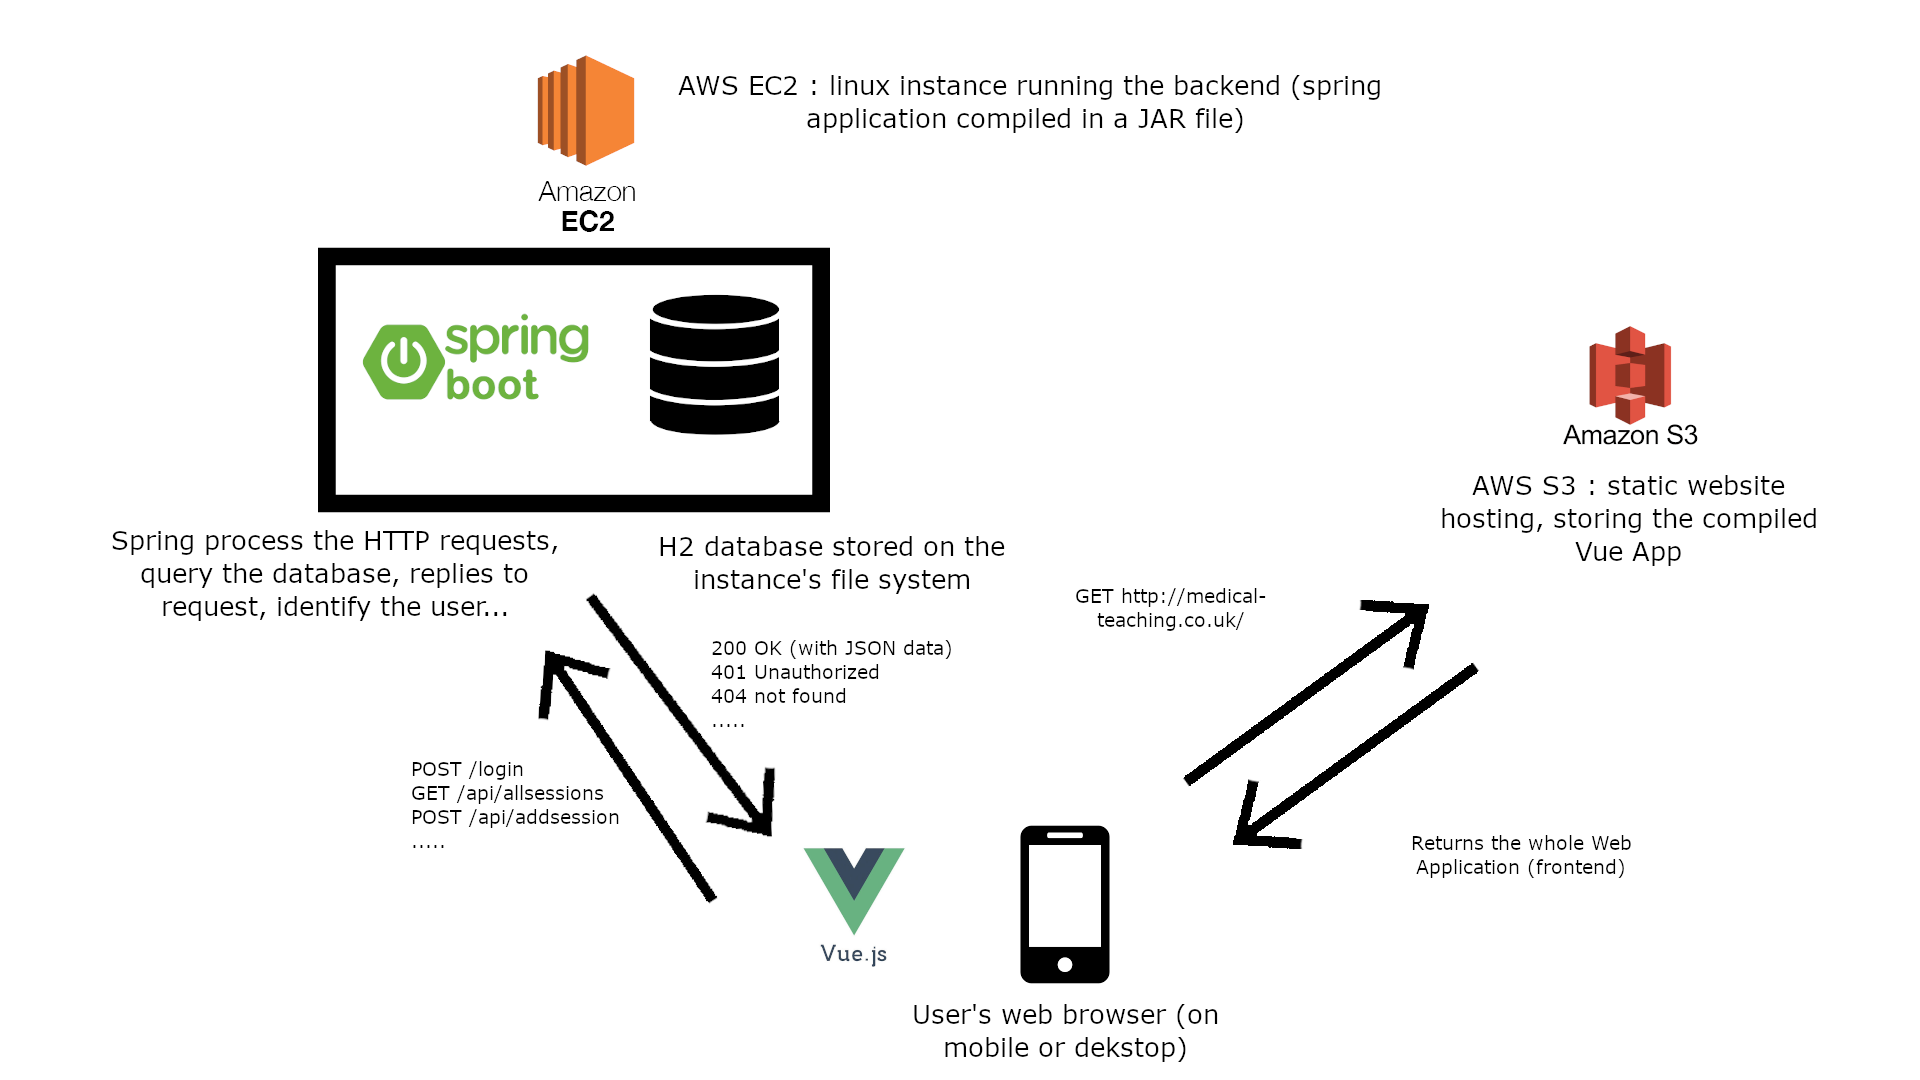 AWS EC2 : linux instance running the backend (spring
application compiled in a JAR file)
Amazon
EC2
spring
boot
Amazon S3
AWS S3 : static website
hosting, storing the compiled
Vue App
Spring process the HTTP requests,
query the database, replies to
request, identify the user...
H2 database stored on the
instance's file system
GET http://medical-
teaching.co.uk/
200 OK (with JSON data)
401 Unauthorized
404 not found
.....
POST /login
GET /api/allsessions
POST /api/addsession
.....
Returns the whole Web
Application (frontend)
Vue.js
User's web browser (on
mobile or dekstop)